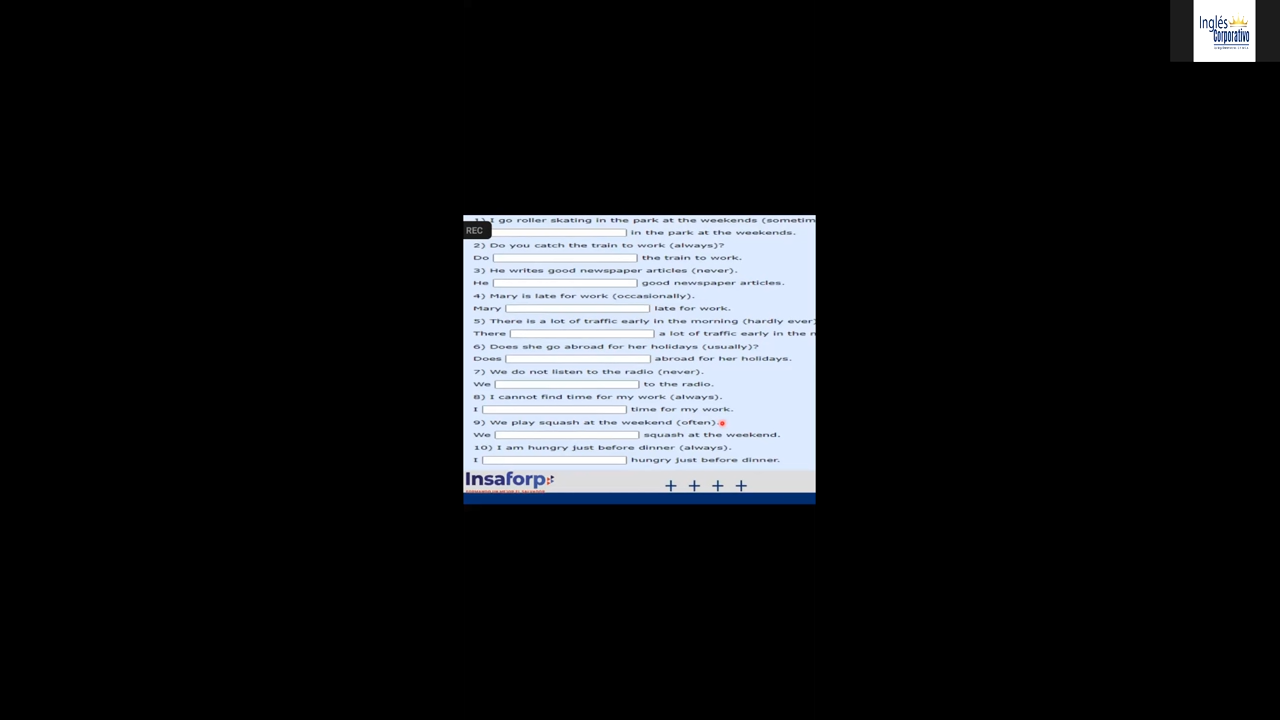 Inglés
Corporativo
1) I go roller skating in the park at the weekends
REC
in the park at the weekends.
2) Do you catch the train to work (always)?
Do the train to work.
3) He writes good newspaper articles (never).
He good newspaper articles.
4) Mary is late for work (occasionally).
Mary late for work.
5) There is a lot of traffic early in the morning (hardly ever)
There a lot of traffic early in the
6) Does she go abroad for her holidays (usually)?
Does abroad for her holidays.
7) We do not listen to the radio (never).
We to the radio.
8) I cannot find time for my work (always).
I time for my work.
9) We play squash at the weekend (often).
We squash at the weekend.
10) I am hungry just before dinner (always).
I hungry just before dinner.
Insaforp
+ + + +